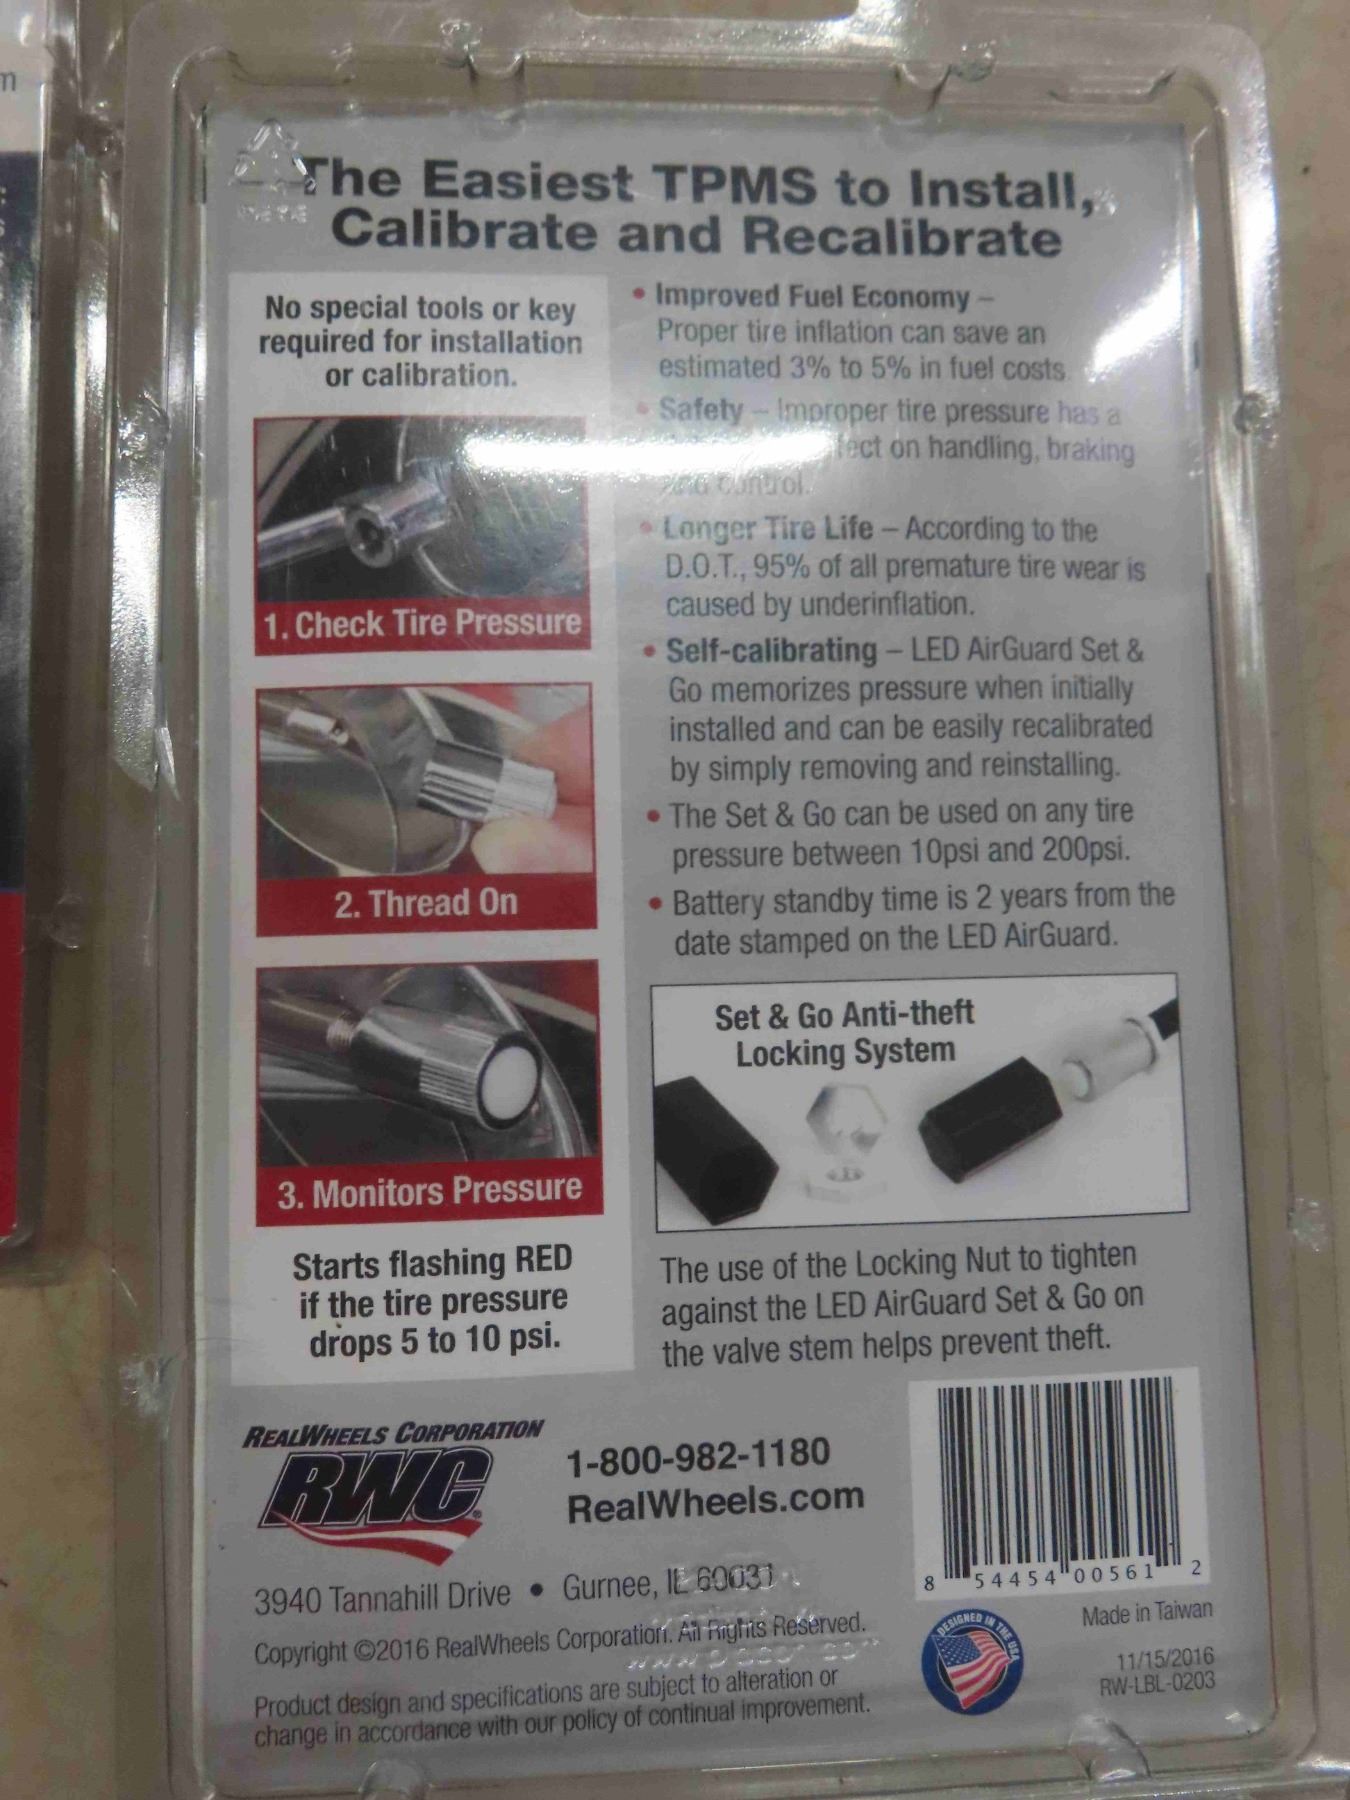 The Easiest TPMS to Install,
Calibrate and Recalibrate
No special tools or key
required for installation
or calibration.
1. Check Tire Pressure
2. Thread On
3. Monitors Pressure
Starts flashing RED
if the tire pressure
drops 5 to 10 psi.
• Improved Fuel Economy –
Proper tire inflation can save an
estimated 3% to 5% in fuel costs.
• Safety – Improper tire pressure has a
on handling, braking
and control.
• Longer Tire Life – According to the
D.O.T., 95% of all premature tire wear is
caused by underinflation.
• Self-calibrating – LED AirGuard Set &
Go memorizes pressure when initially
installed and can be easily recalibrated
by simply removing and reinstalling.
• The Set & Go can be used on any tire
pressure between 10psi and 200psi.
• Battery standby time is 2 years from the
date stamped on the LED AirGuard.
Set & Go Anti-theft
Locking System
The use of the Locking Nut to tighten
against the LED AirGuard Set & Go on
the valve stem helps prevent theft.
REALWHEELS CORPORATION
RWC®
1-800-982-1180
RealWheels.com
3940 Tannahill Drive • Gurnee, IL 60031
Copyright ©2016 RealWheels Corporation. All Rights Reserved.
Product design and specifications are subject to alteration or
change in accordance with our policy of continual improvement.
8 54454 00561 2
DESIGNED IN THE USA
Made in Taiwan
11/15/2016
RW-LBL-0203